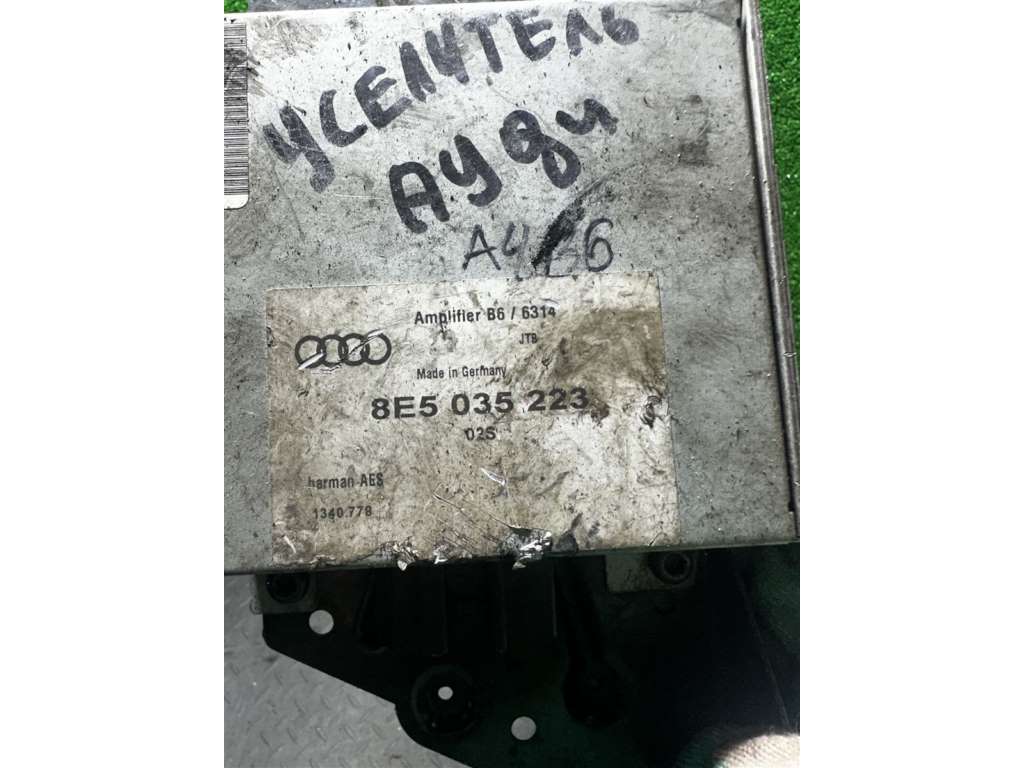 УСЕЛИТЕЛЬ
АУДИ
А4 Б6
Amplifier B6 / 6314
JTB
Made in Germany
8E5 035 223
02S
harman AES
1340.778